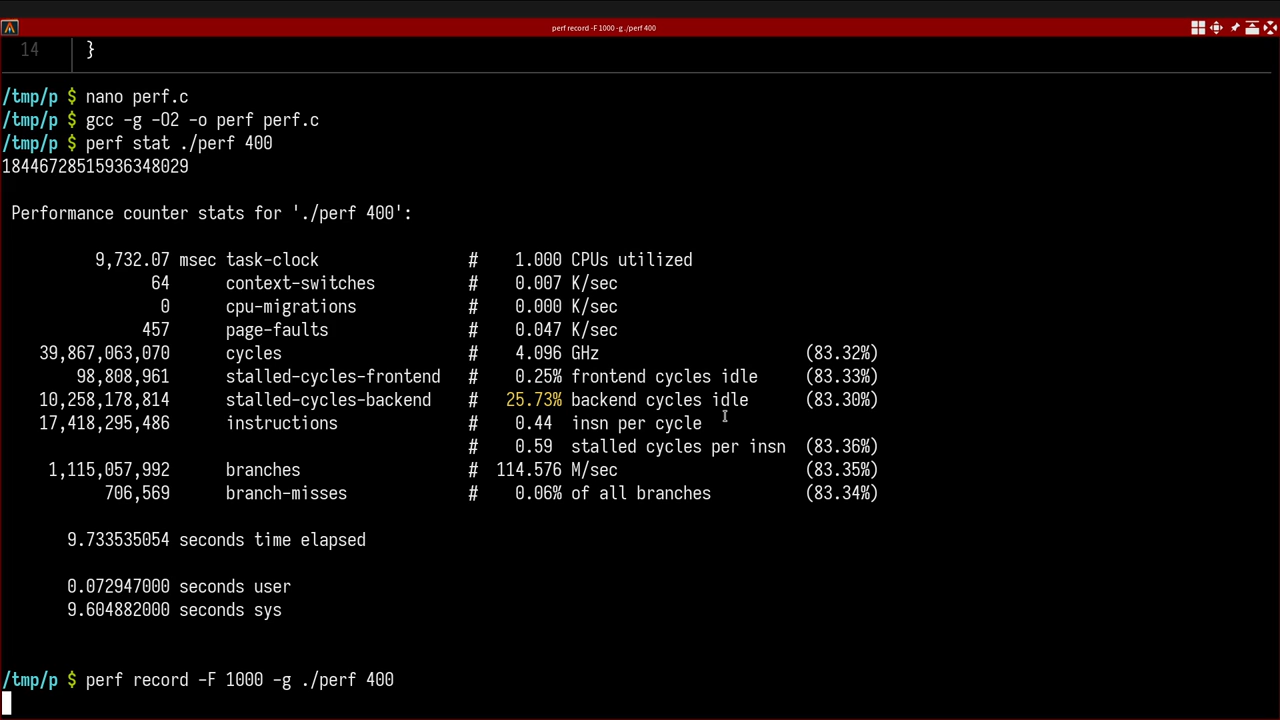 perf record -F 1000 -g ./perf 400
14 │ }
/tmp/p $ nano perf.c
/tmp/p $ gcc -g -O2 -o perf perf.c
/tmp/p $ perf stat ./perf 400
18446728515936348029
Performance counter stats for './perf 400':
9,732.07 msec task-clock # 1.000 CPUs utilized
64 context-switches # 0.007 K/sec
0 cpu-migrations # 0.000 K/sec
457 page-faults # 0.047 K/sec
39,867,063,070 cycles # 4.096 GHz (83.32%)
98,808,961 stalled-cycles-frontend # 0.25% frontend cycles idle (83.33%)
10,258,178,814 stalled-cycles-backend # 25.73% backend cycles idle (83.30%)
17,418,295,486 instructions # 0.44 insn per cycle
# 0.59 stalled cycles per insn (83.36%)
1,115,057,992 branches # 114.576 M/sec (83.35%)
706,569 branch-misses # 0.06% of all branches (83.34%)
9.733535054 seconds time elapsed
0.072947000 seconds user
9.604882000 seconds sys
/tmp/p $ perf record -F 1000 -g ./perf 400